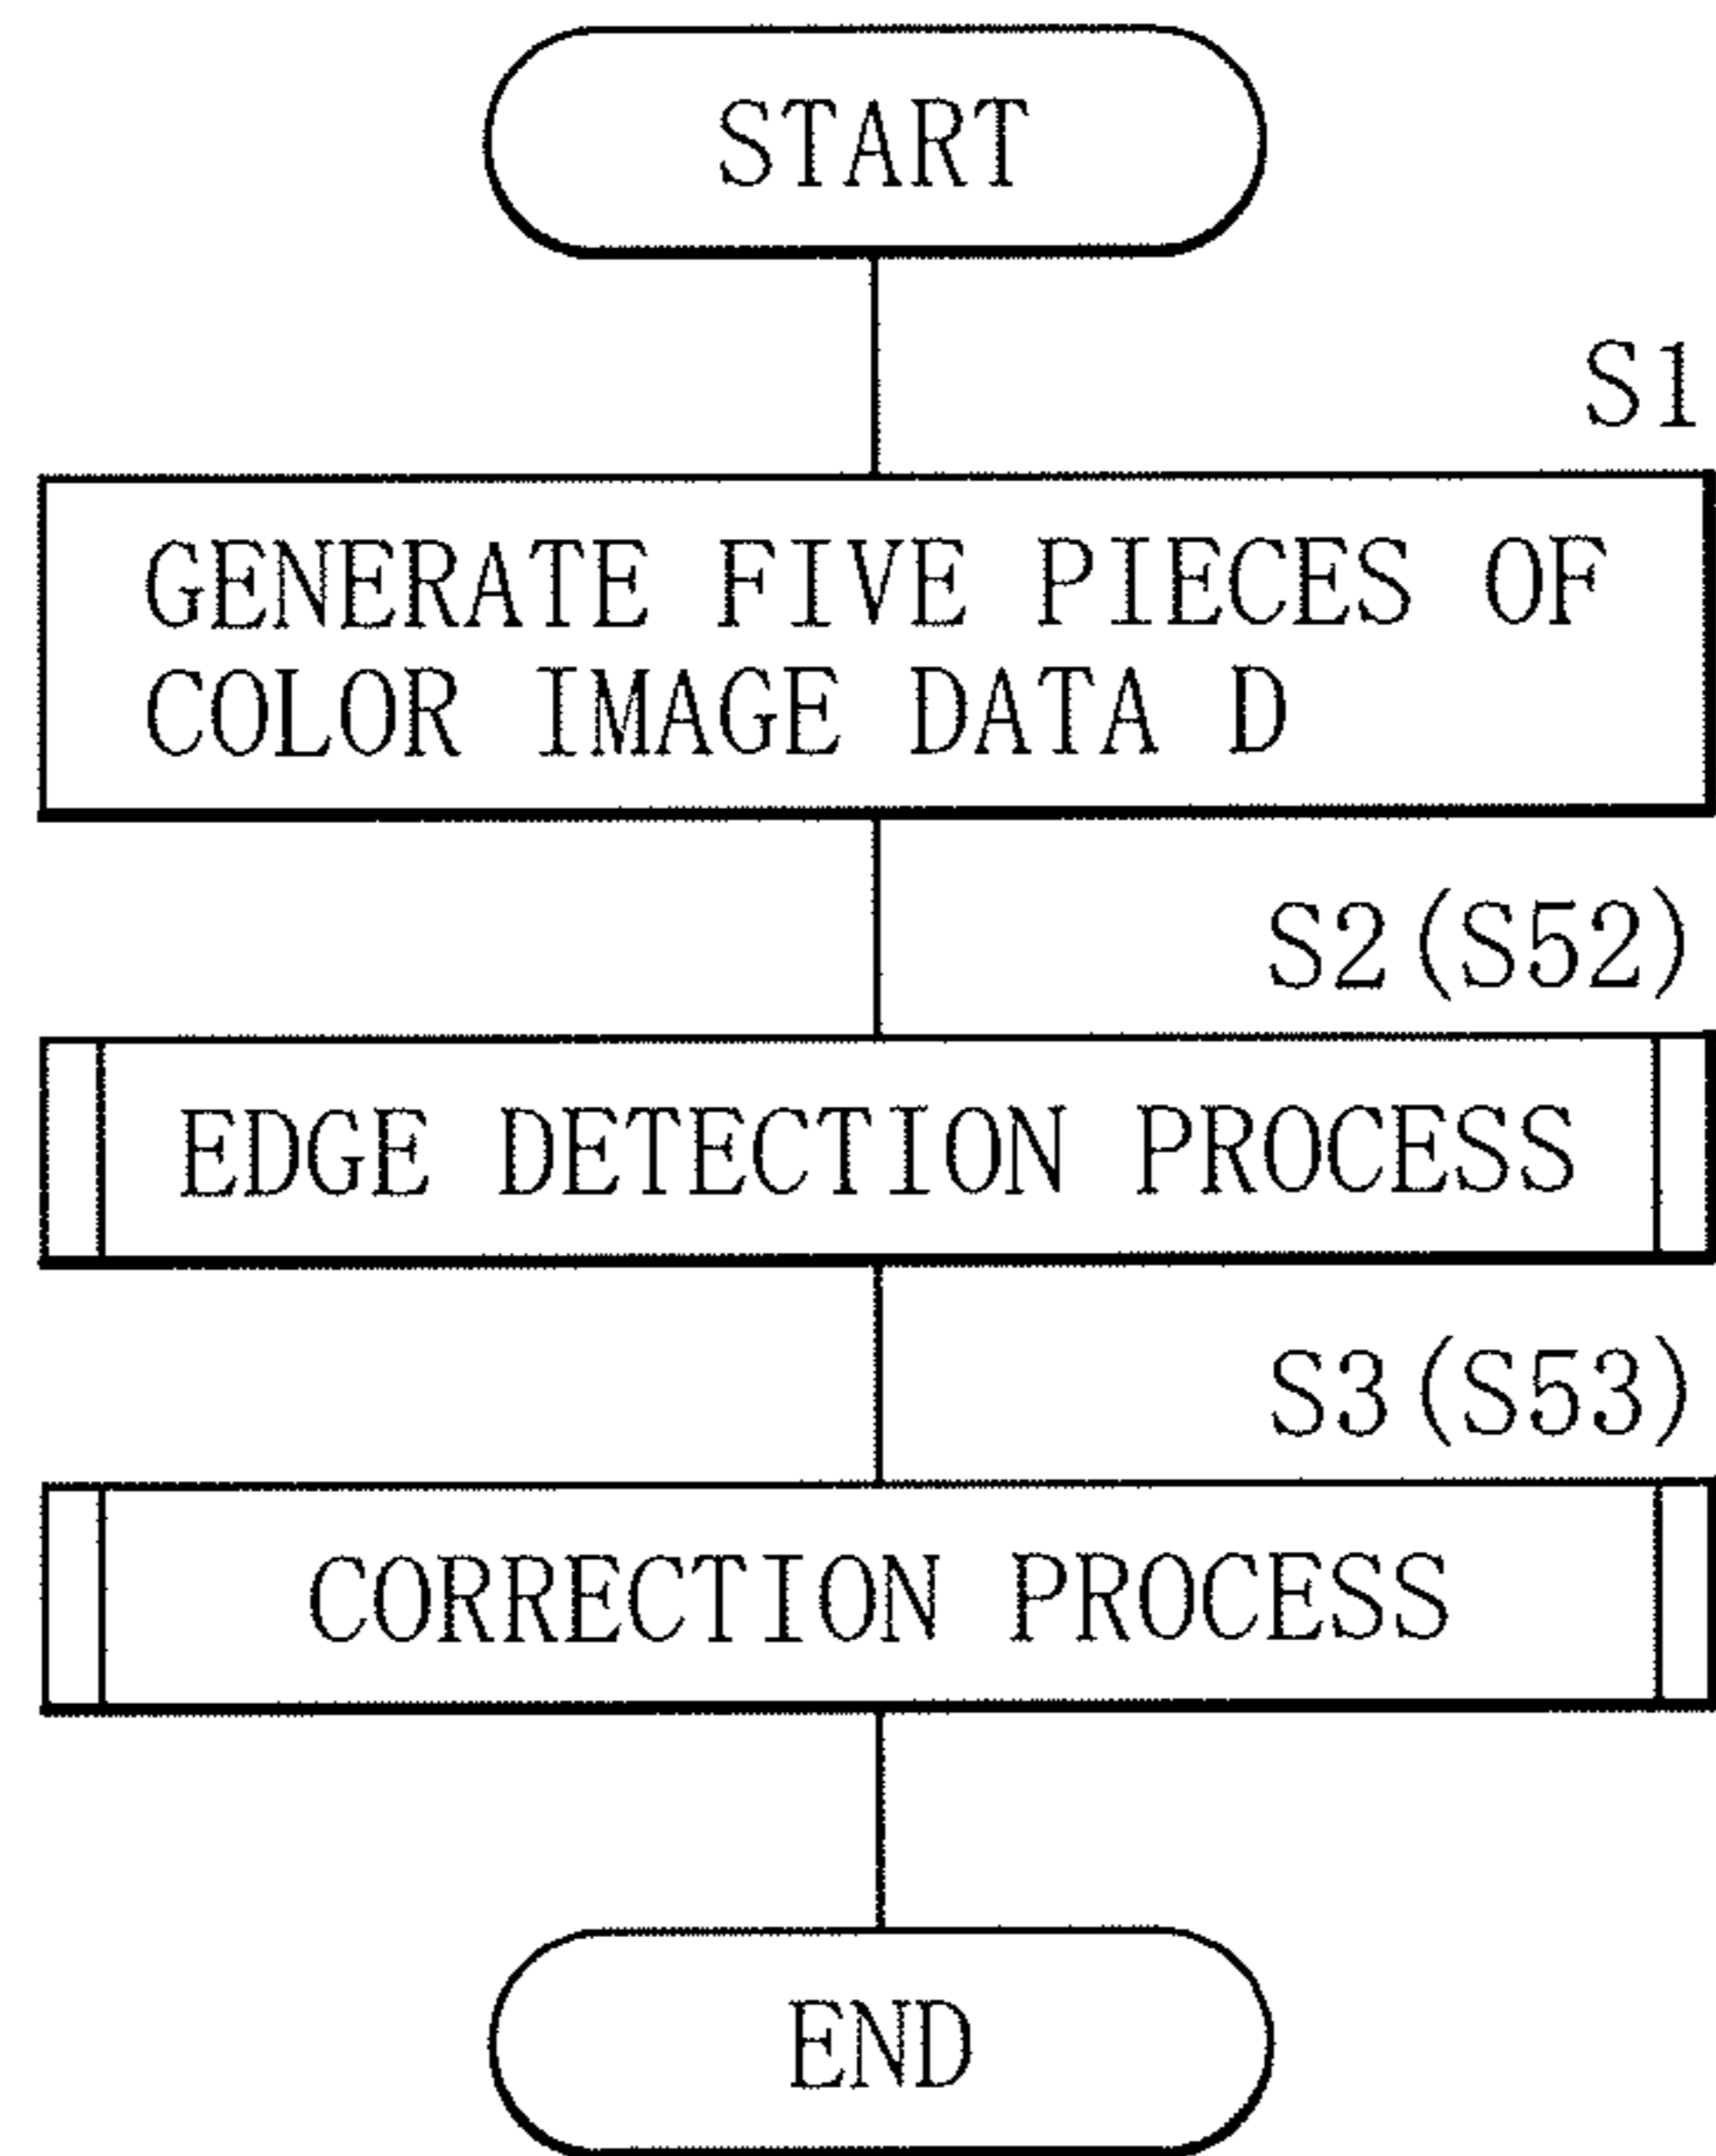 START
S1
GENERATE FIVE PIECES OF
COLOR IMAGE DATA D
S2(S52)
EDGE DETECTION PROCESS
S3(S53)
CORRECTION PROCESS
END